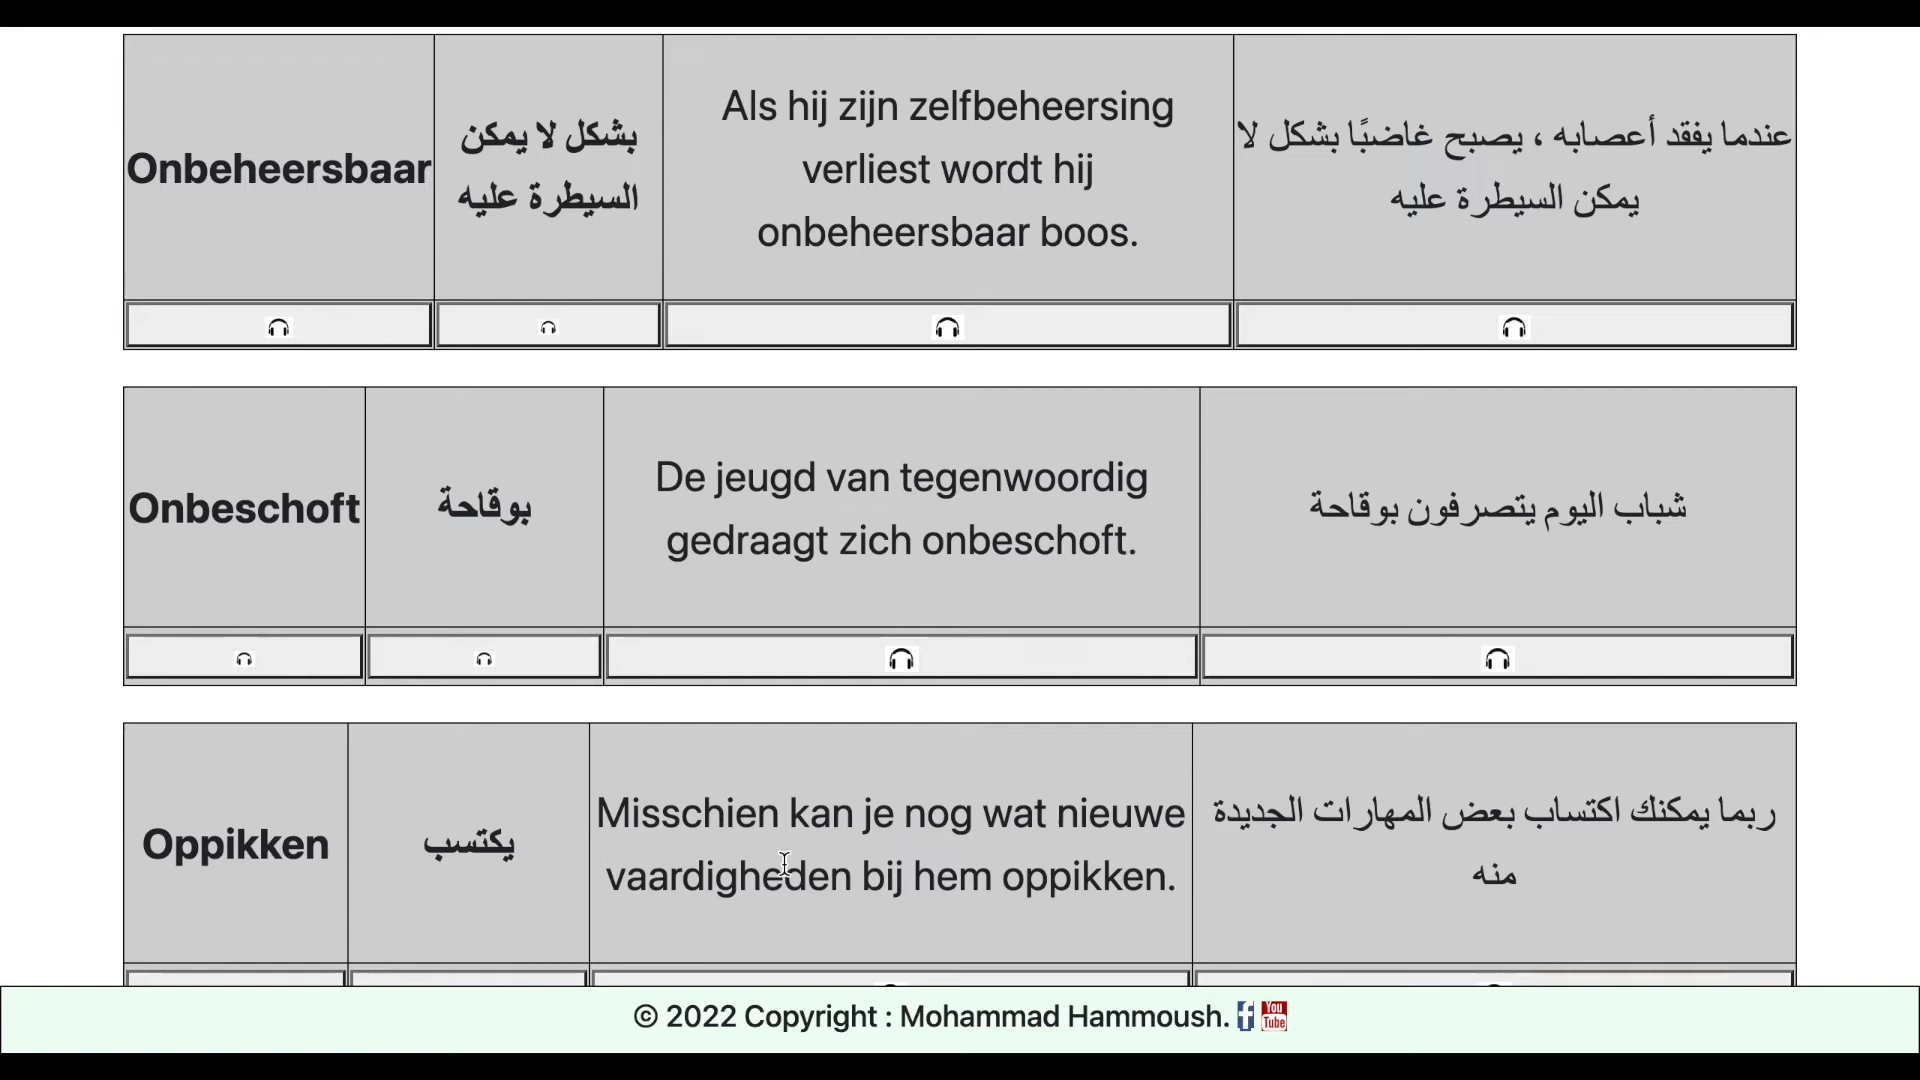 Onbeheersbaar
بشكل لا يمكن
السيطرة عليه
Als hij zijn zelfbeheersing
verliest wordt hij
onbeheersbaar boos.
عندما يفقد أعصابه ، يصبح غاضبًا بشكل لا
يمكن السيطرة عليه
Onbeschoft
بوقاحة
De jeugd van tegenwoordig
gedraagt zich onbeschoft.
شباب اليوم يتصرفون بوقاحة
Oppikken
يكتسب
Misschien kan je nog wat nieuwe
vaardigheden bij hem oppikken.
ربما يمكنك اكتساب بعض المهارات الجديدة
منه
© 2022 Copyright : Mohammad Hammoush. f You Tube